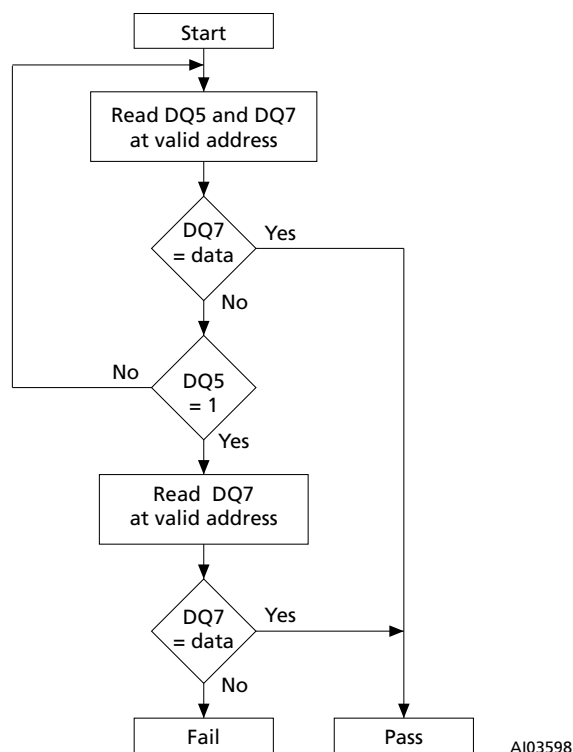 Start
Read DQ5 and DQ7
at valid address
DQ7
= data
Yes
No
No
DQ5
= 1
Yes
Read DQ7
at valid address
DQ7
= data
Yes
No
Fail
Pass
AI03598